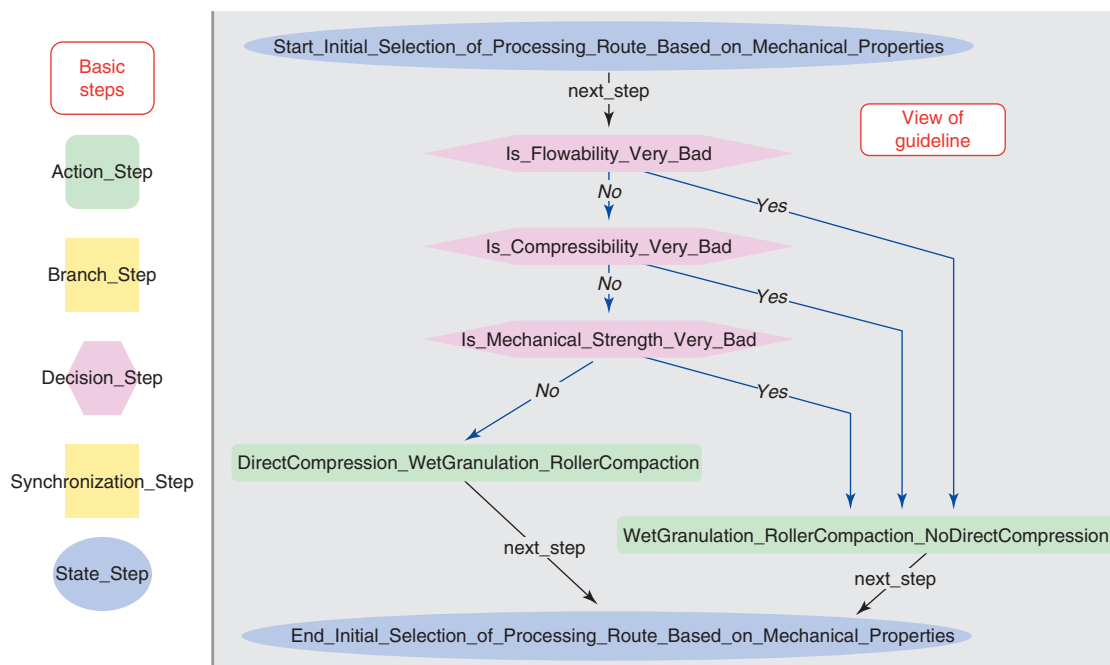 Basic
steps
Action_Step
Branch_Step
Decision_Step
Synchronization_Step
State_Step
Start_Initial_Selection_of_Processing_Route_Based_on_Mechanical_Properties
next_step
View of
guideline
Is_Flowability_Very_Bad
No
Yes
Is_Compressibility_Very_Bad
No
Yes
Is_Mechanical_Strength_Very_Bad
No
Yes
DirectCompression_WetGranulation_RollerCompaction
WetGranulation_RollerCompaction_NoDirectCompression
next_step
next_step
End_Initial_Selection_of_Processing_Route_Based_on_Mechanical_Properties